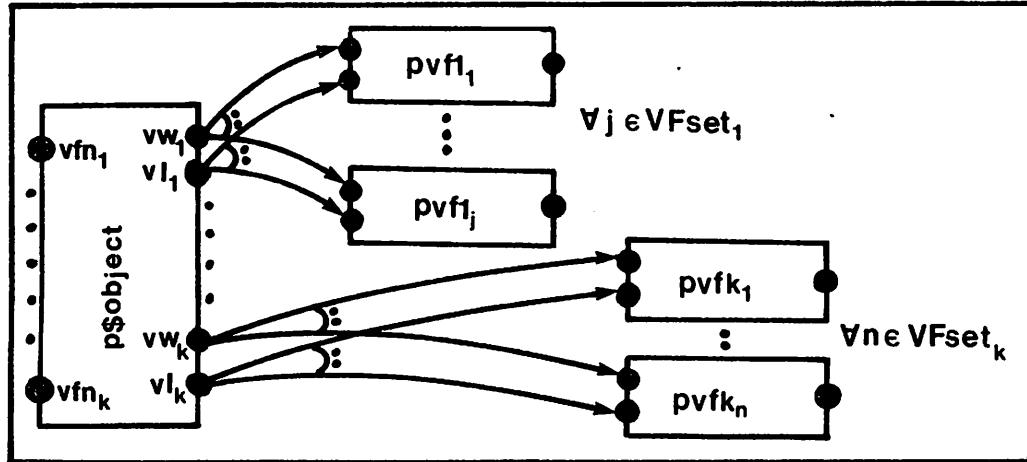 pvf1₁
∀j ∈ VFset₁
vfn₁
vw₁
vl₁
pvf1ⱼ
p$object
pvfk₁
vwₖ
∀n ∈ VFsetₖ
vfnₖ
vlₖ
pvfkₙ